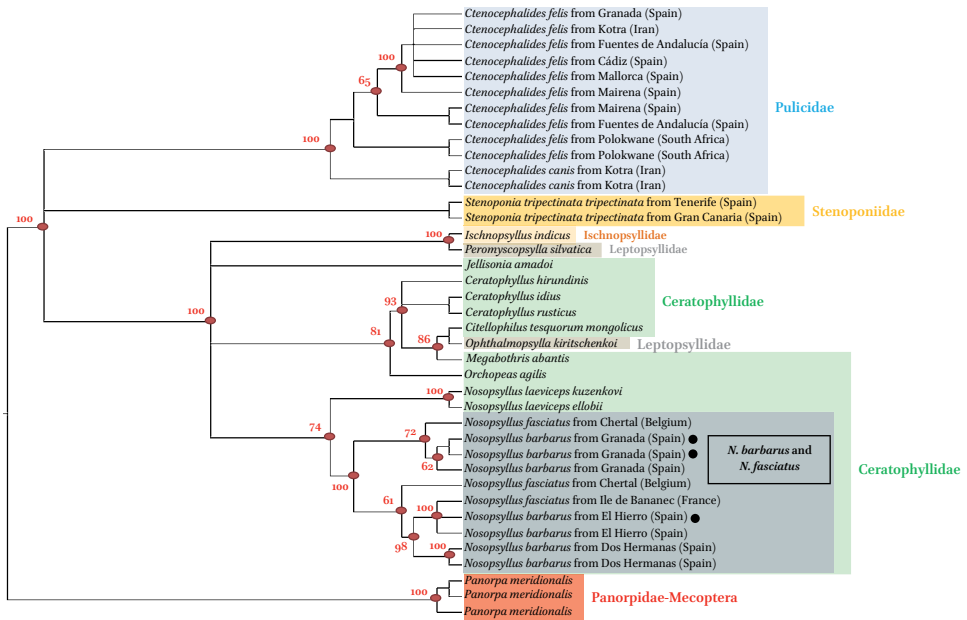 Ctenocephalides felis from Granada (Spain)
Ctenocephalides felis from Kotra (Iran)
Ctenocephalides felis from Fuentes de Andalucía (Spain)
100
Ctenocephalides felis from Cádiz (Spain)
Ctenocephalides felis from Mallorca (Spain)
65
Ctenocephalides felis from Mairena (Spain)
Ctenocephalides felis from Mairena (Spain)
Pulicidae
Ctenocephalides felis from Fuentes de Andalucía (Spain)
100
Ctenocephalides felis from Polokwane (South Africa)
Ctenocephalides felis from Polokwane (South Africa)
Ctenocephalides canis from Kotra (Iran)
Ctenocephalides canis from Kotra (Iran)
Stenoponia tripectinata tripectinata from Tenerife (Spain)
Stenoponiidae
100
Stenoponia tripectinata tripectinata from Gran Canaria (Spain)
100
Ischnopsyllus indicus
Ischnopsyllidae
Peromyscopsylla silvatica
Leptopsyllidae
Jellisonia amadoi
Ceratophyllus hirundinis
93
Ceratophyllus idius
Ceratophyllidae
100
Ceratophyllus rusticus
81
Citellophilus tesquorum mongolicus
86
Ophthalmopsylla kiritschenkoi
Leptopsyllidae
Megabothris abantis
Orchopeas agilis
100
Nosopsyllus laeviceps kuzenkovi
Nosopsyllus laeviceps ellobii
74
72
Nosopsyllus fasciatus from Chertal (Belgium)
Nosopsyllus barbarus from Granada (Spain)
Nosopsyllus barbarus from Granada (Spain)
N. barbarus and
N. fasciatus
62
Nosopsyllus barbarus from Granada (Spain)
Ceratophyllidae
100
Nosopsyllus fasciatus from Chertal (Belgium)
61
Nosopsyllus fasciatus from Ile de Bananec (France)
100
Nosopsyllus barbarus from El Hierro (Spain)
Nosopsyllus barbarus from El Hierro (Spain)
98
100
Nosopsyllus barbarus from Dos Hermanas (Spain)
Nosopsyllus barbarus from Dos Hermanas (Spain)
Panorpa meridionalis
100
Panorpa meridionalis
Panorpidae-Mecoptera
Panorpa meridionalis